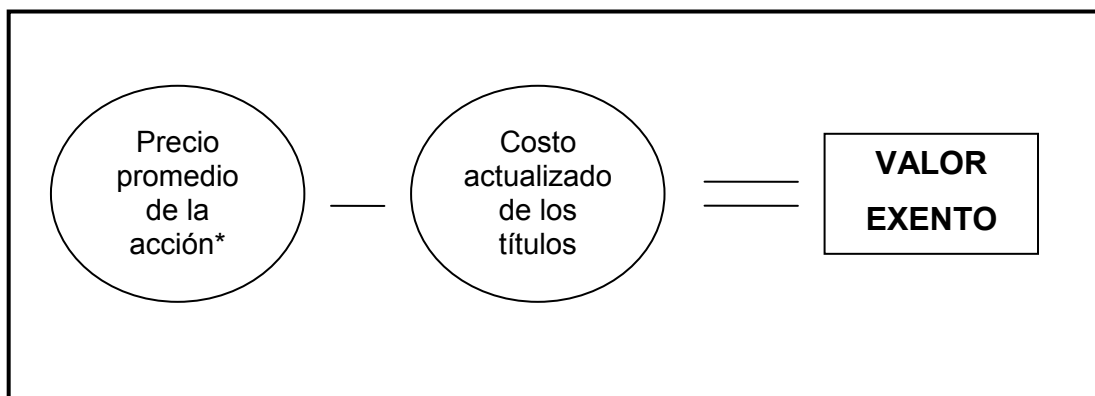 Precio
promedio
de la
acción*
Costo
actualizado
de los
títulos
VALOR
EXENTO